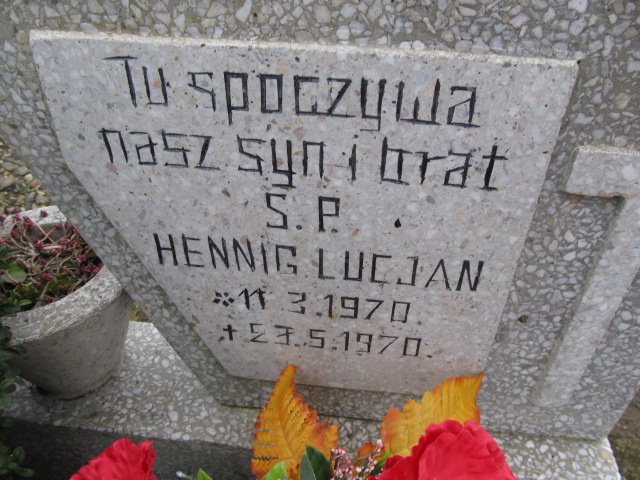 Tu spoczywa
nasz syn i brat
Ś. P.
HENNIG LUCJAN
* 11 3.1970.
+ 23.5.1970.